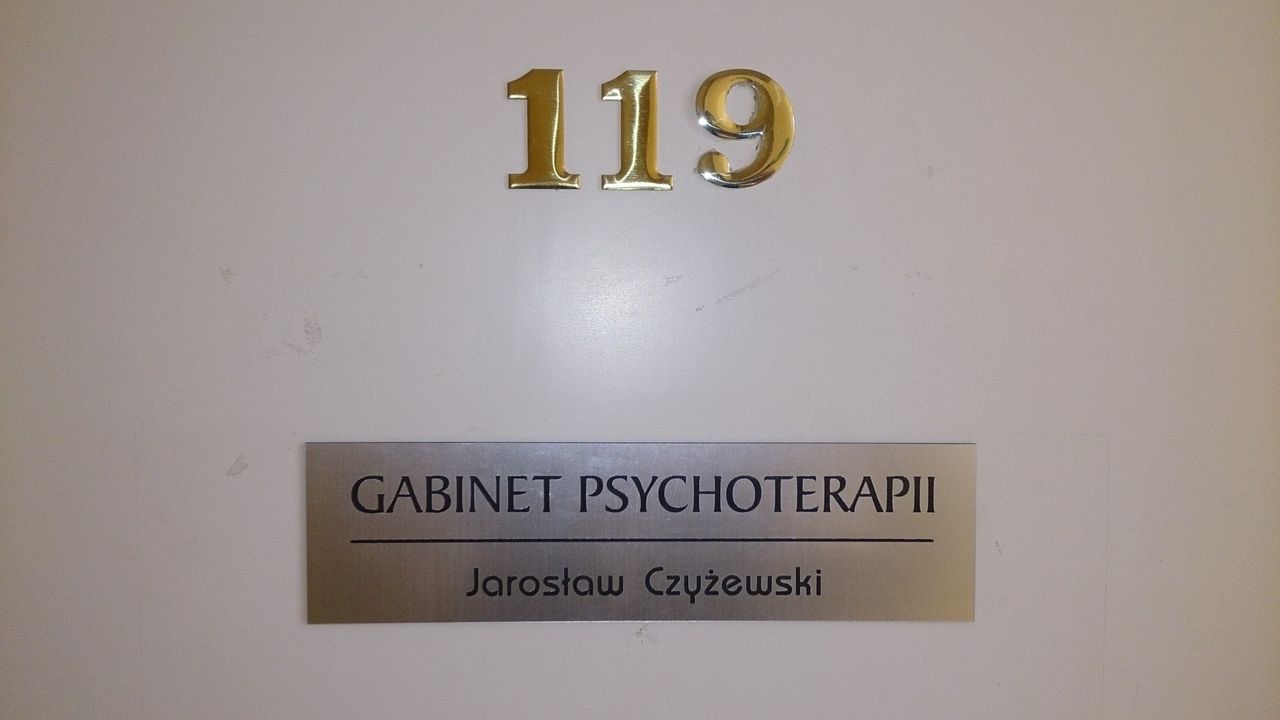 119
GABINET PSYCHOTERAPII
Jarosław Czyżewski